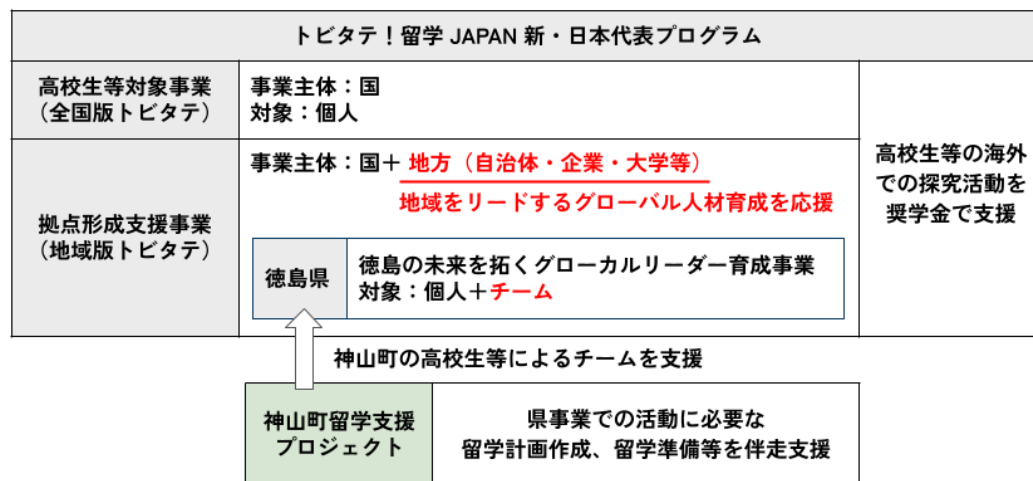 トビタテ！留学 JAPAN 新・日本代表プログラム
高校生等対象事業
（全国版トビタテ）
事業主体：国
対象：個人
高校生等の海外
での探究活動を
奨学金で支援
拠点形成支援事業
（地域版トビタテ）
事業主体：国＋ 地方（自治体・企業・大学等）
地域をリードするグローバル人材育成を応援
徳島県
徳島の未来を拓くグローカルリーダー育成事業
対象：個人＋チーム
神山町の高校生等によるチームを支援
神山町留学支援
プロジェクト
県事業での活動に必要な
留学計画作成、留学準備等を伴走支援